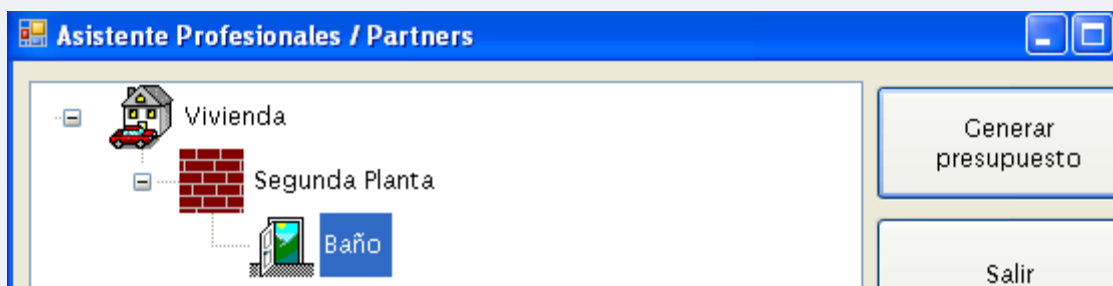 Asistente Profesionales / Partners
Vivienda
Segunda Planta
Baño
Generar
presupuesto
Salir